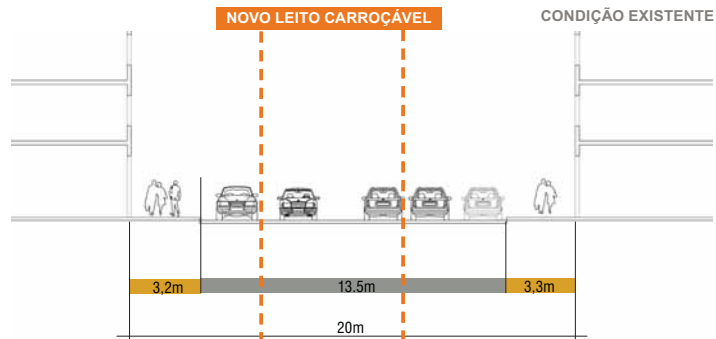 NOVO LEITO CARROÇÁVEL
CONDIÇÃO EXISTENTE
3,2m
13.5m
3,3m
20m